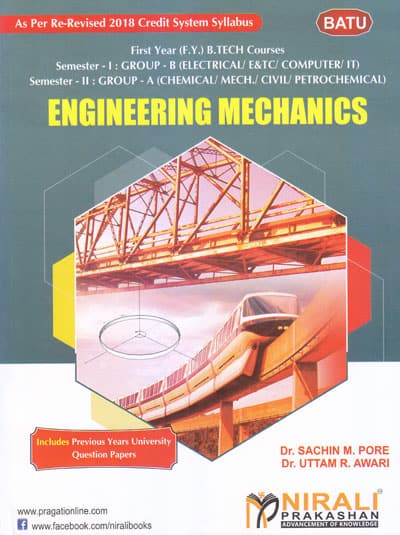 As Per Re-Revised 2018 Credit System Syllabus
BATU
First Year (F.Y.) B.TECH Courses
Semester - I : GROUP - B (ELECTRICAL/ E&TC/ COMPUTER/ IT)
Semester - II : GROUP - A (CHEMICAL/ MECH./ CIVIL/ PETROCHEMICAL)
ENGINEERING MECHANICS
Includes Previous Years University
Question Papers
Dr. SACHIN M. PORE
Dr. UTTAM R. AWARI
www.pragationline.com
f www.facebook.com/niralibooks
NIRALI
PRAKASHAN
ADVANCEMENT OF KNOWLEDGE